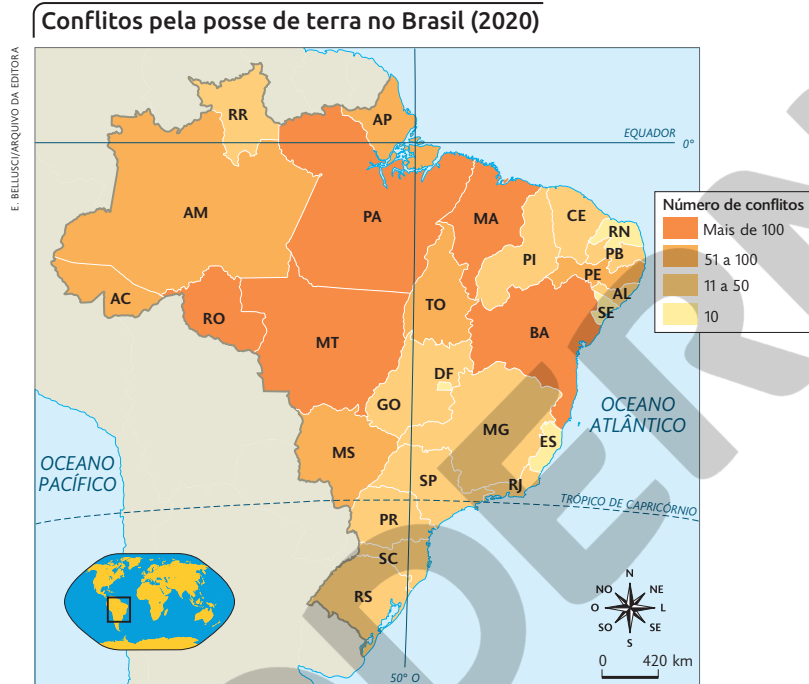 Conflitos pela posse de terra no Brasil (2020)
E. BELLUSCI/ARQUIVO DA EDITORA
RR
AP
EQUADOR
0°
AM
PA
MA
CE
RN
PB
PI
PE
AL
SE
AC
RO
TO
BA
MT
DF
GO
MG
ES
MS
SP
RJ
PR
SC
RS
OCEANO
PACÍFICO
OCEANO
ATLÂNTICO
TRÓPICO DE CAPRICÓRNIO
50° O
Número de conflitos
Mais de 100
51 a 100
11 a 50
10
N
NO
NE
O
L
SO
SE
S
0
420 km